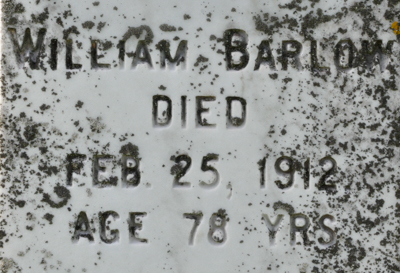 WILLIAM BARLOW
DIED
FEB. 25, 1912
AGE 78 YRS